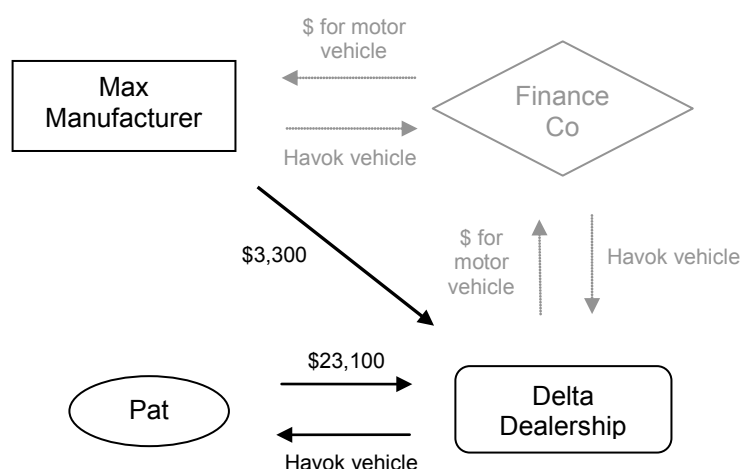 $ for motor
vehicle
Max
Manufacturer
Finance
Co
Havok vehicle
$3,300
$ for
motor
vehicle
Havok vehicle
$23,100
Pat
Delta
Dealership
Havok vehicle